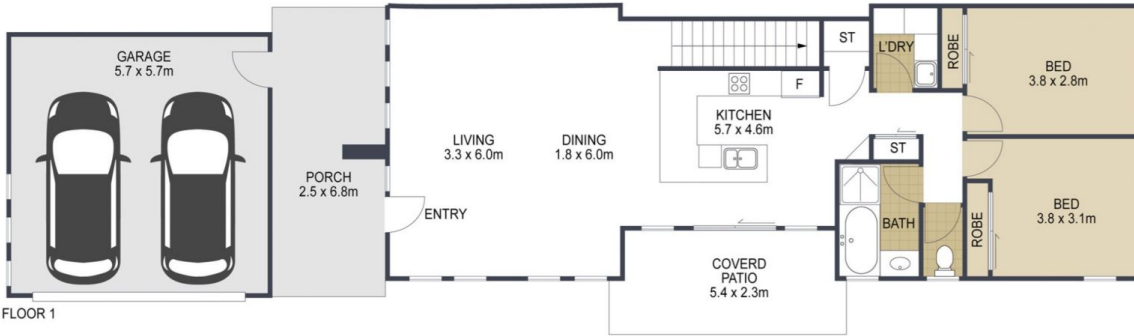 GARAGE
5.7 x 5.7m
PORCH
2.5 x 6.8m
LIVING
3.3 x 6.0m
ENTRY
DINING
1.8 x 6.0m
KITCHEN
5.7 x 4.6m
F
ST
L'DRY
ROBE
BED
3.8 x 2.8m
ST
BATH
ROBE
BED
3.8 x 3.1m
COVERD
PATIO
5.4 x 2.3m
FLOOR 1